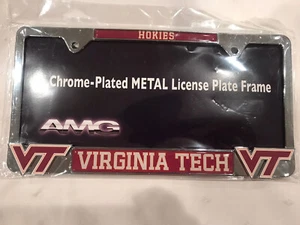 HOKIES
Chrome-Plated METAL License Plate Frame
AMG
VT VIRGINIA TECH VT